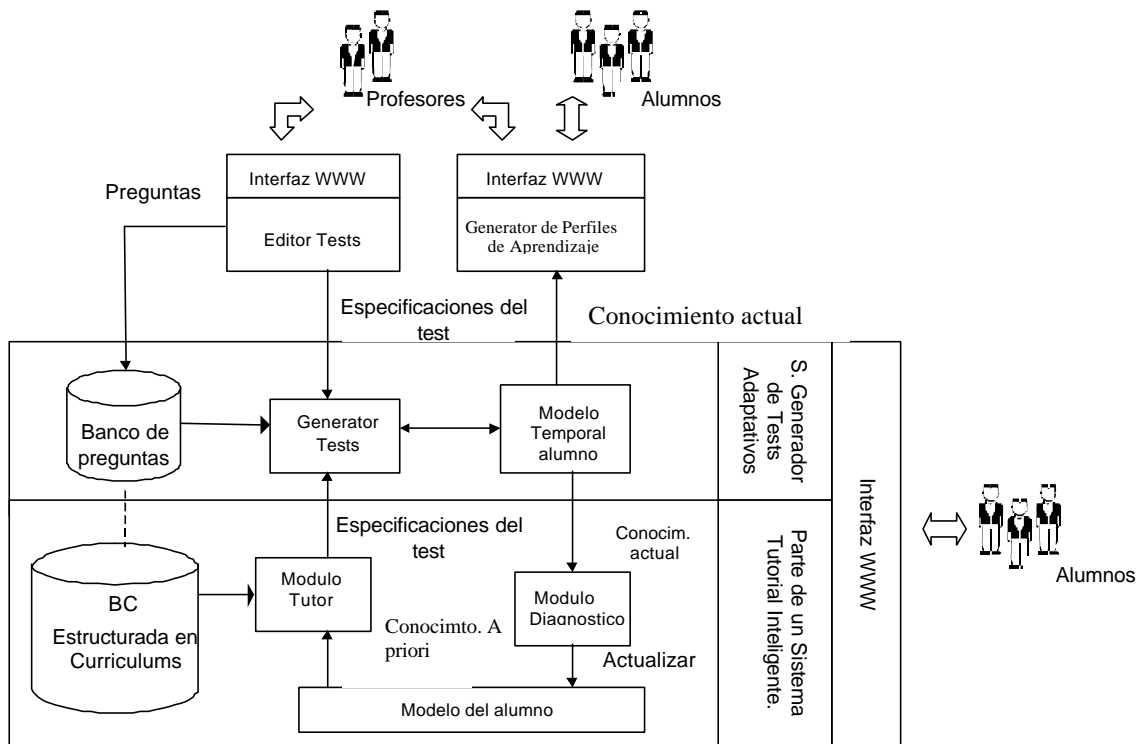 Profesores
Alumnos
Preguntas
Interfaz WWW
Editor Tests
Interfaz WWW
Generator de Perfiles
de Aprendizaje
Especificaciones del
test
Conocimiento actual
Banco de
preguntas
Generator
Tests
Modelo
Temporal
alumno
S. Generador
de Tests
Adaptativos
Interfaz WWW
Alumnos
Especificaciones del
test
Conocim.
actual
BC
Estructurada en
Curriculums
Modulo
Tutor
Conocimto. A
priori
Modulo
Diagnostico
Actualizar
Modelo del alumno
Parte de un Sistema
Tutorial Inteligente.